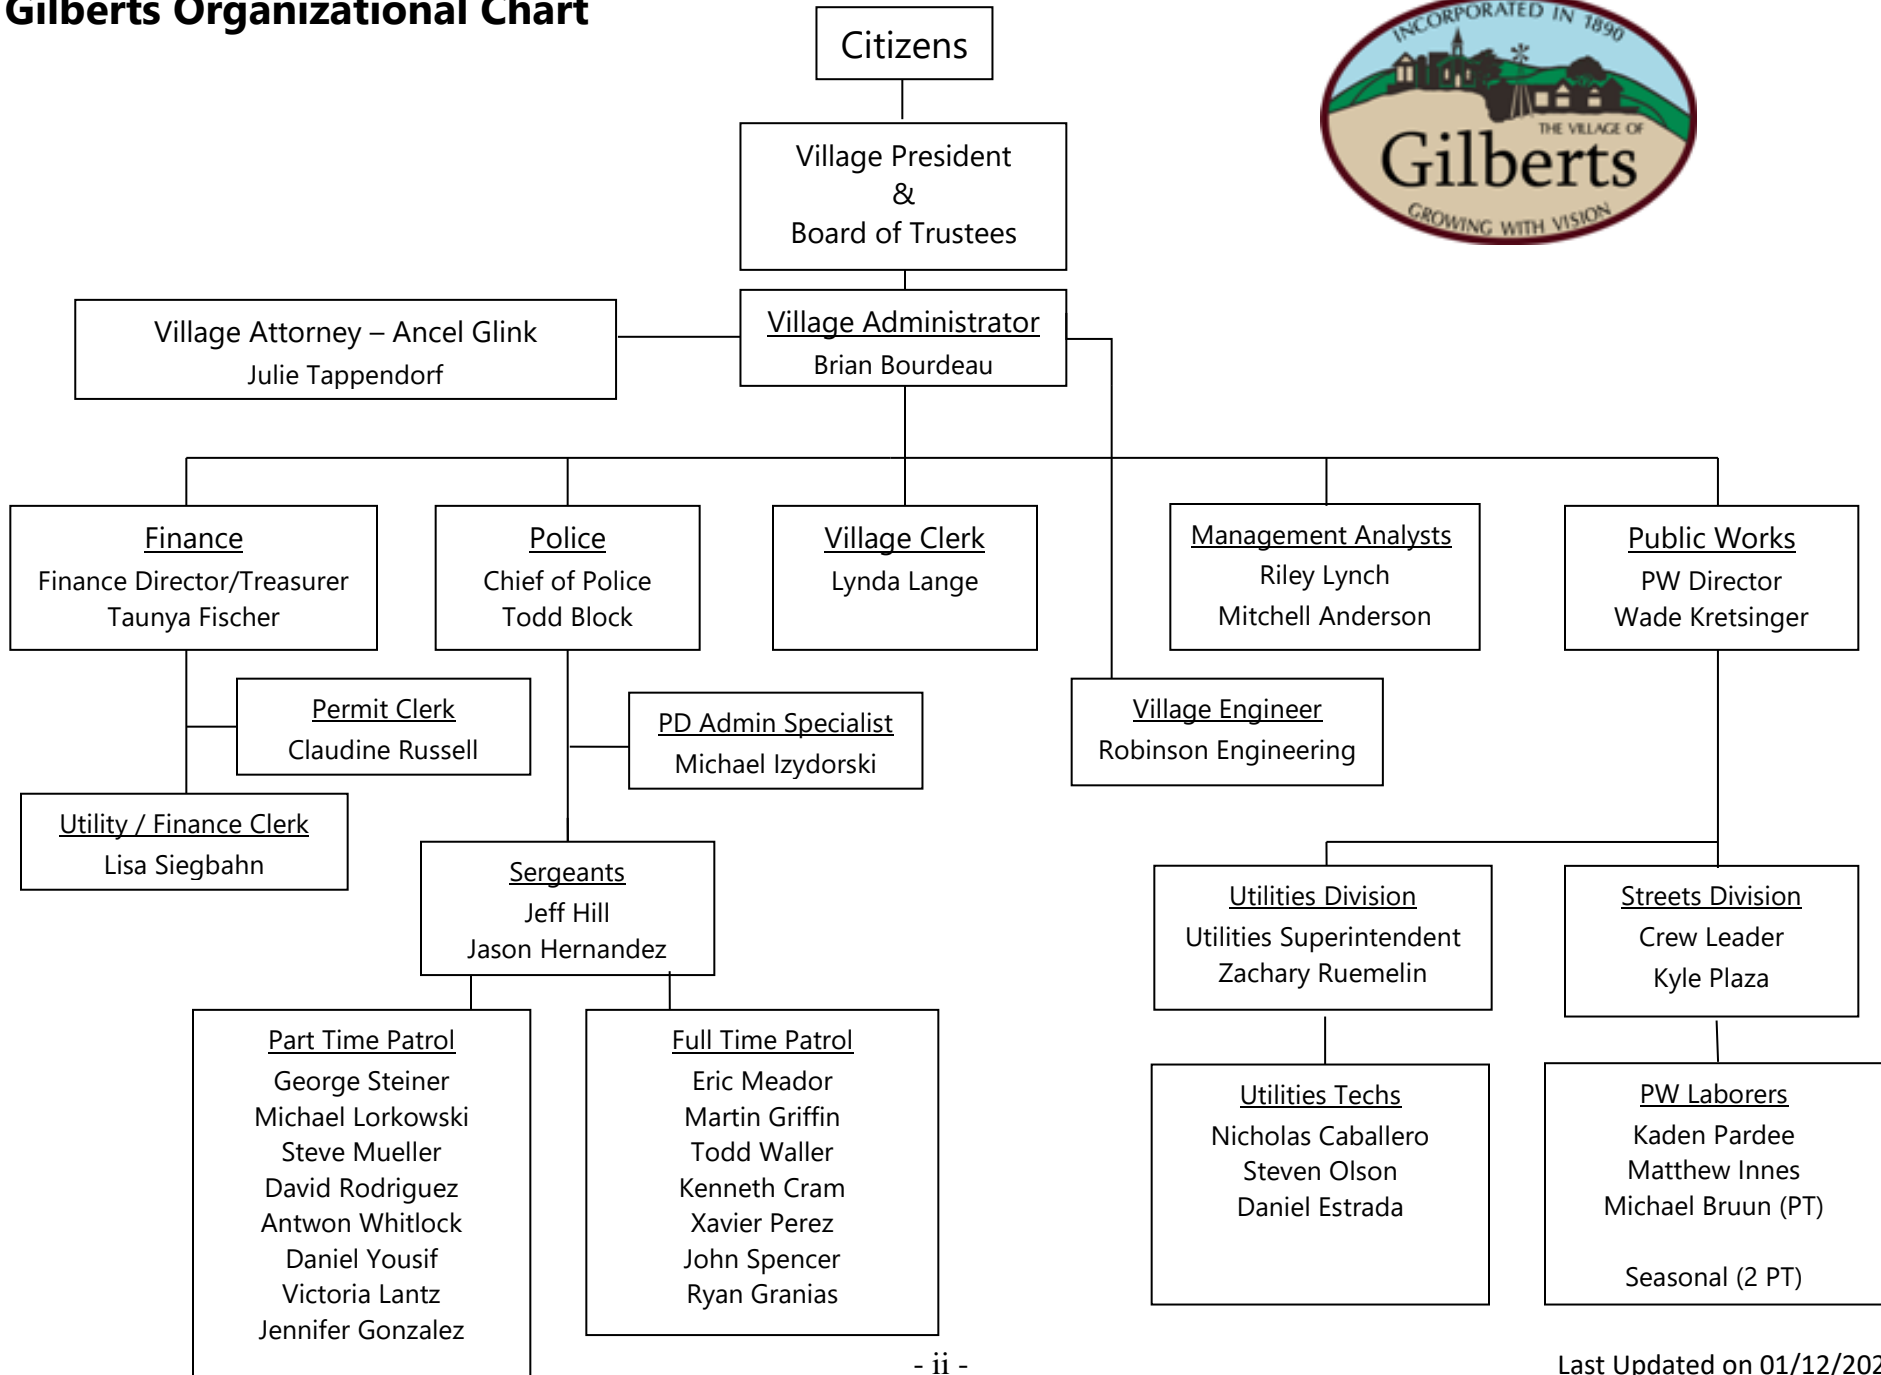 Gilberts Organizational Chart
INCORPORATED IN 1890
THE VILLAGE OF
Gilberts
GROWING WITH VISION
Citizens
Village President
&
Board of Trustees
Village Attorney – Ancel Glink
Julie Tappendorf
Village Administrator
Brian Bourdeau
Finance
Finance Director/Treasurer
Taunya Fischer
Police
Chief of Police
Todd Block
Village Clerk
Lynda Lange
Management Analysts
Riley Lynch
Mitchell Anderson
Public Works
PW Director
Wade Kretsinger
Permit Clerk
Claudine Russell
PD Admin Specialist
Michael Izydorski
Village Engineer
Robinson Engineering
Utility / Finance Clerk
Lisa Siegbahn
Sergeants
Jeff Hill
Jason Hernandez
Utilities Division
Utilities Superintendent
Zachary Ruemelin
Streets Division
Crew Leader
Kyle Plaza
Part Time Patrol
George Steiner
Michael Lorkowski
Steve Mueller
David Rodriguez
Antwon Whitlock
Daniel Yousif
Victoria Lantz
Jennifer Gonzalez
Full Time Patrol
Eric Meador
Martin Griffin
Todd Waller
Kenneth Cram
Xavier Perez
John Spencer
Ryan Granias
Utilities Techs
Nicholas Caballero
Steven Olson
Daniel Estrada
PW Laborers
Kaden Pardee
Matthew Innes
Michael Bruun (PT)
Seasonal (2 PT)
- ii -
Last Updated on 01/12/202